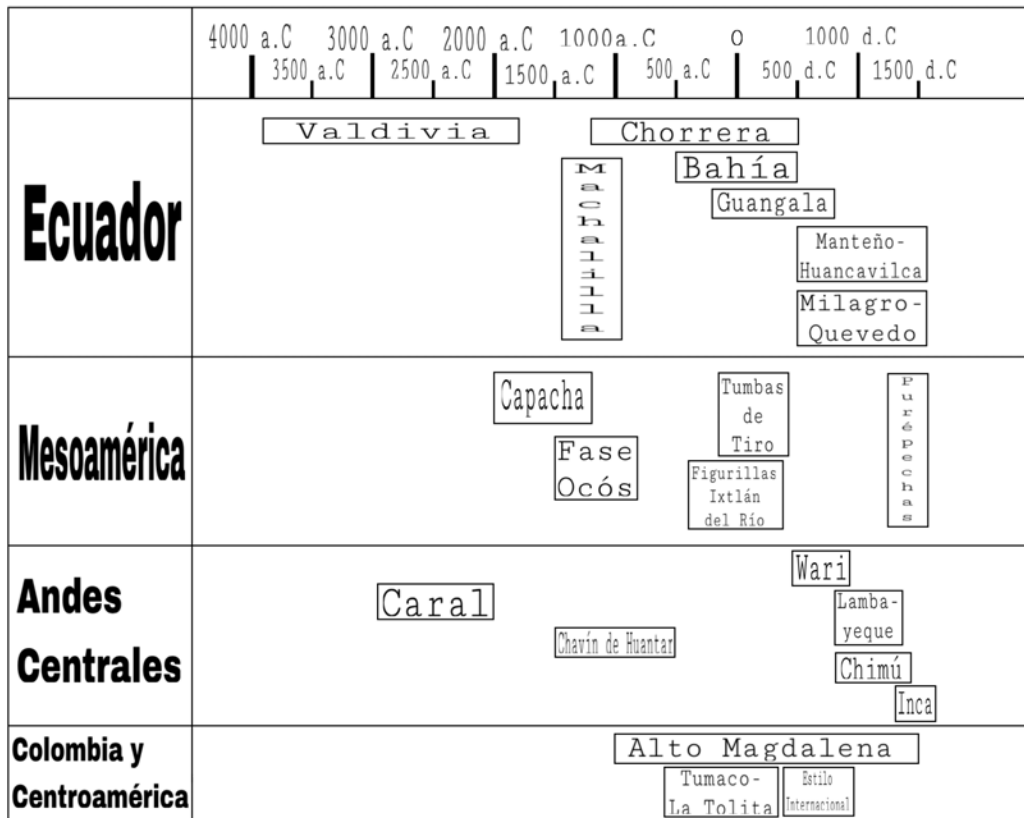 4000 a.C 3000 a.C 2000 a.C 1000a.C 0 1000 d.C
3500 a.C 2500 a.C 1500 a.C 500 a.C 500 d.C 1500 d.C
Ecuador
Valdivia
Chorrera
Machalilla
Bahía
Guangala
Manteño-
Huancavilca
Milagro-
Quevedo
Mesoamérica
Capacha
Fase
Ocós
Tumbas
de
Tiro
Figurillas
Ixtlán
del Río
Purépechas
Andes
Centrales
Caral
Chavín de Huantar
Wari
Lamba-
yeque
Chimú
Inca
Colombia y
Centroamérica
Alto Magdalena
Tumaco-
La Tolita
Estilo
Internacional